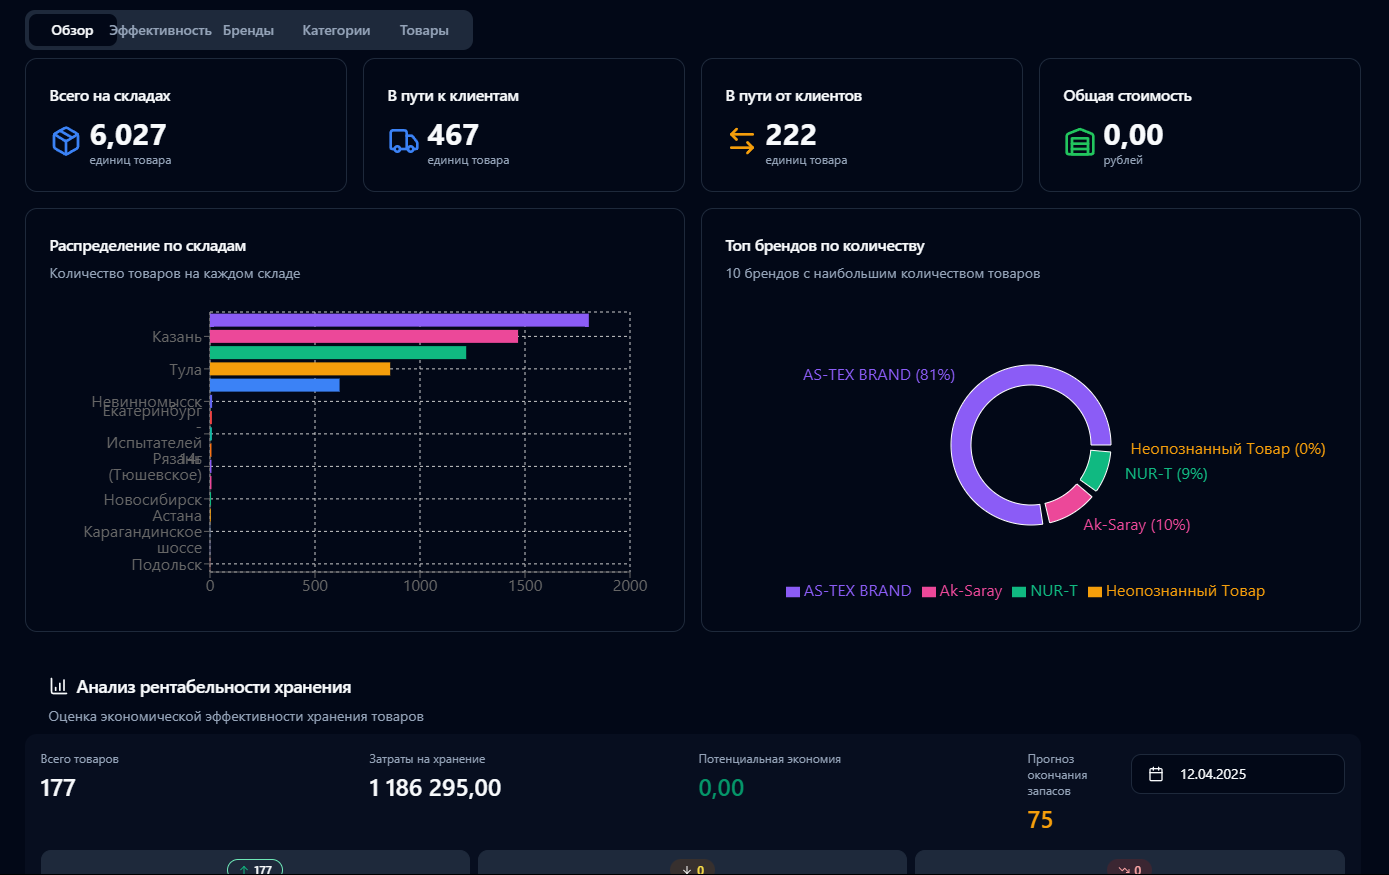 Обзор
Эффективность
Бренды
Категории
Товары
Всего на складах
6,027
единиц товара
В пути к клиентам
467
единиц товара
В пути от клиентов
222
единиц товара
Общая стоимость
0,00
рублей
Распределение по складам
Количество товаров на каждом складе
Казань
Тула
Невинномысск
Екатеринбург
-
Испытателей
14г
Рязань
(Тюшевское)
Новосибирск
Астана
Карагандинское
шоссе
Подольск
0
500
1000
1500
2000
Топ брендов по количеству
10 брендов с наибольшим количеством товаров
AS-TEX BRAND (81%)
Неопознанный Товар (0%)
NUR-T (9%)
Ak-Saray (10%)
AS-TEX BRAND
Ak-Saray
NUR-T
Неопознанный Товар
Анализ рентабельности хранения
Оценка экономической эффективности хранения товаров
Всего товаров
177
Затраты на хранение
1 186 295,00
Потенциальная экономия
0,00
Прогноз
окончания
запасов
75
12.04.2025
177
0
0